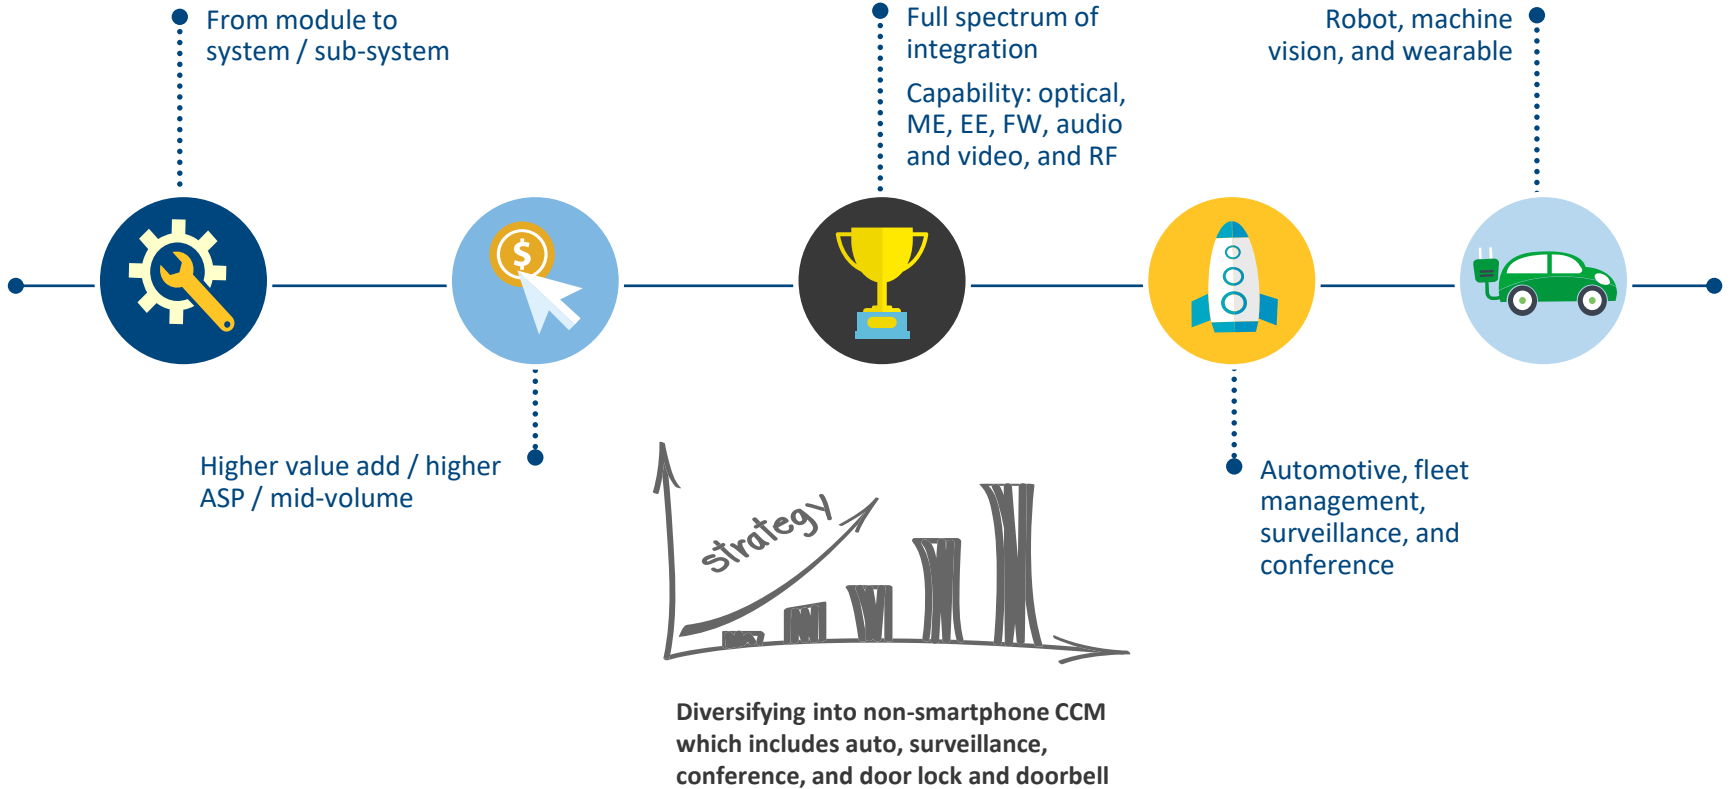 From module to
system / sub-system
$
Higher value add / higher
ASP / mid-volume
Full spectrum of
integration
Capability: optical,
ME, EE, FW, audio
and video, and RF
Automotive, fleet
management,
surveillance, and
conference
Robot, machine
vision, and wearable
strategy
Diversifying into non-smartphone CCM
which includes auto, surveillance,
conference, and door lock and doorbell